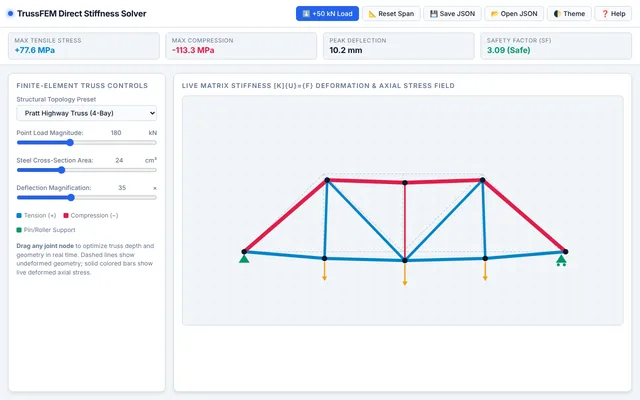 TrussFEM Direct Stiffness Solver
⬇️ +50 kN Load
📐 Reset Span
💾 Save JSON
📂 Open JSON
🌓 Theme
❓ Help
MAX TENSILE STRESS
+77.6 MPa
MAX COMPRESSION
-113.3 MPa
PEAK DEFLECTION
10.2 mm
SAFETY FACTOR (SF)
3.09 (Safe)
FINITE-ELEMENT TRUSS CONTROLS
Structural Topology Preset
Pratt Highway Truss (4-Bay)
Point Load Magnitude: 180 kN
Steel Cross-Section Area: 24 cm²
Deflection Magnification: 35 ×
Tension (+) Compression (−)
Pin/Roller Support
Drag any joint node to optimize truss depth and
geometry in real time. Dashed lines show
undeformed geometry; solid colored bars show
live deformed axial stress.
LIVE MATRIX STIFFNESS [K]{U}={F} DEFORMATION & AXIAL STRESS FIELD